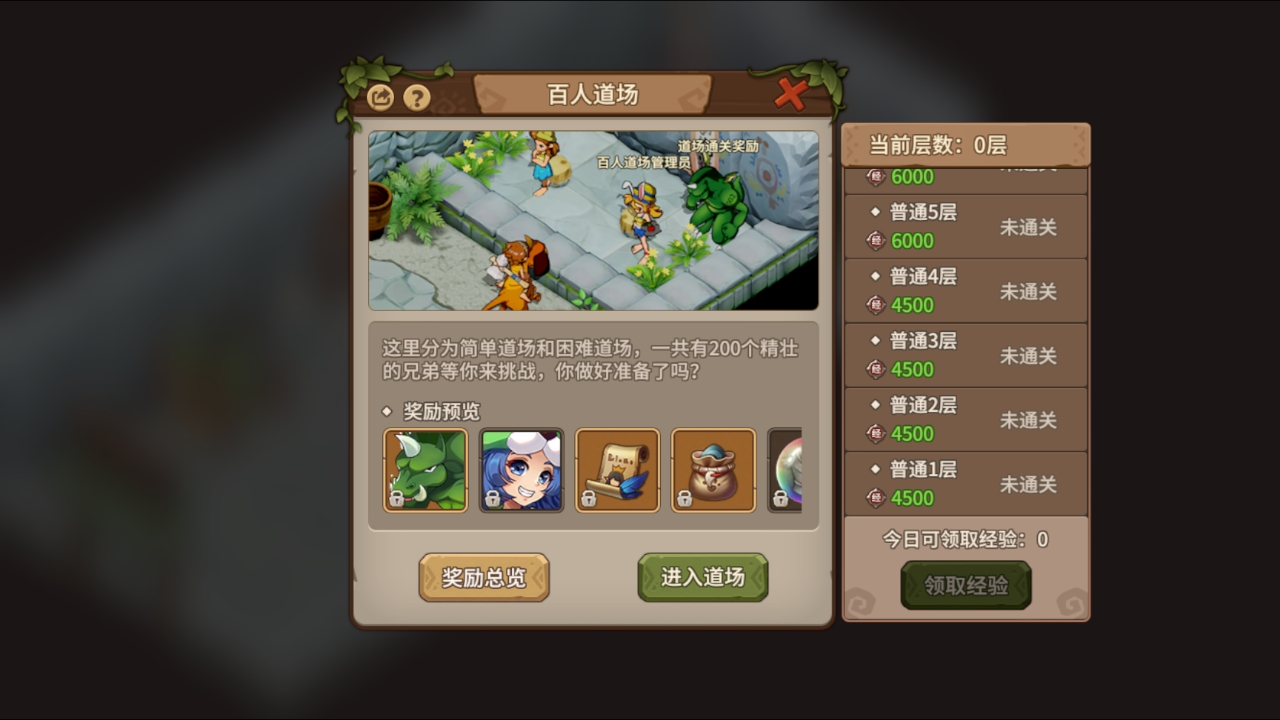 百人道场
道场通关奖励
百人道场管理员
这里分为简单道场和困难道场，一共有200个精壮
的兄弟等你来挑战，你做好准备了吗？
奖励预览
奖励总览
进入道场
当前层数：0层
经 6000
普通5层
未通关
经 6000
普通4层
未通关
经 4500
普通3层
未通关
经 4500
普通2层
未通关
经 4500
普通1层
未通关
经 4500
今日可领取经验：0
领取经验